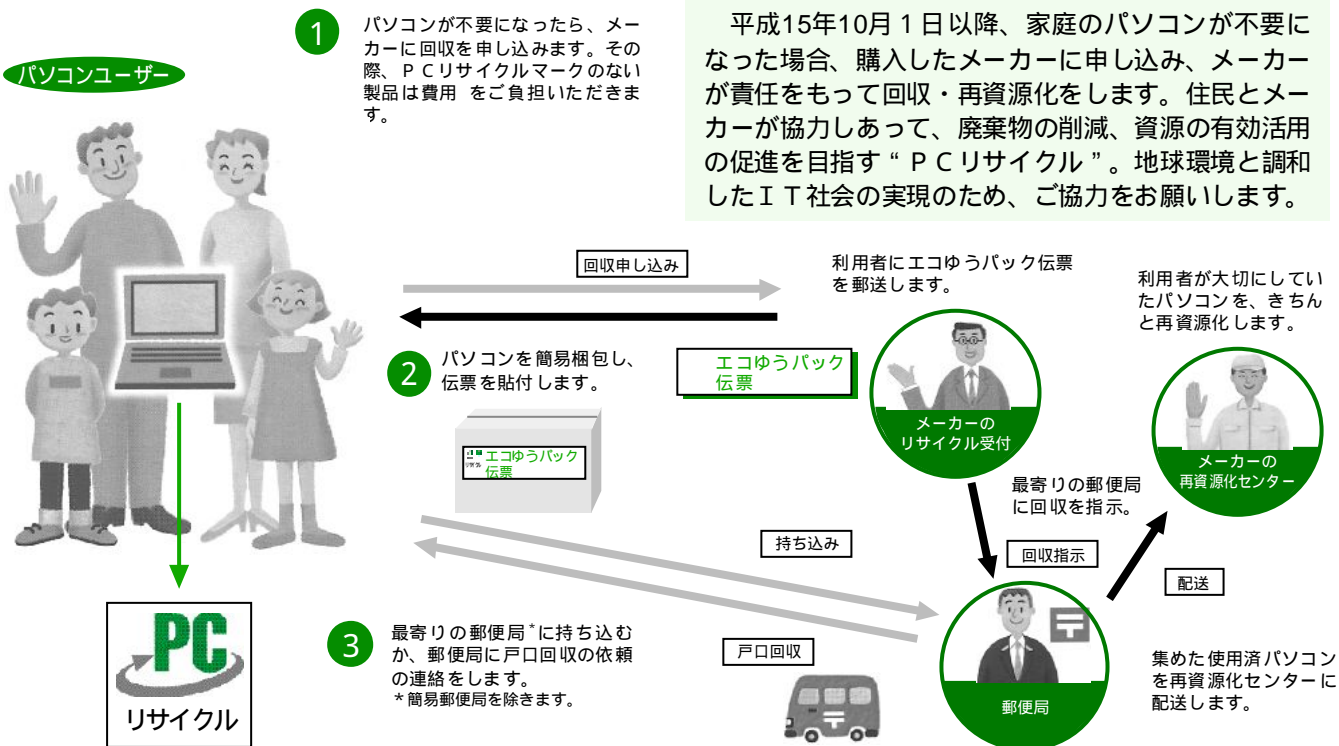 パソコンユーザー
1
パソコンが不要になったら、メー
カーに回収を申し込みます。その
際、ＰＣリサイクルマークのない
製品は費用 をご負担いただきま
す。
平成15年10月１日以降、家庭のパソコンが不要に
なった場合、購入したメーカーに申し込み、メーカー
が責任をもって回収・再資源化をします。住民とメー
カーが協力しあって、廃棄物の削減、資源の有効活用
の促進を目指す“ＰＣリサイクル”。地球環境と調和
したＩＴ社会の実現のため、ご協力をお願いします。
回収申し込み
利用者にエコゆうパック伝票
を郵送します。
利用者が大切にしてい
たパソコンを、きちん
と再資源化します。
2
パソコンを簡易梱包し、
伝票を貼付します。
エコゆうパック
伝票
エコゆうパック
伝票
メーカーの
リサイクル受付
メーカーの
再資源化センター
最寄りの郵便局
に回収を指示。
持ち込み
回収指示
配送
3
最寄りの郵便局*に持ち込む
か、郵便局に戸口回収の依頼
の連絡をします。
*簡易郵便局を除きます。
戸口回収
〒
〒
郵便局
集めた使用済パソコン
を再資源化センターに
配送します。
PC
リサイクル